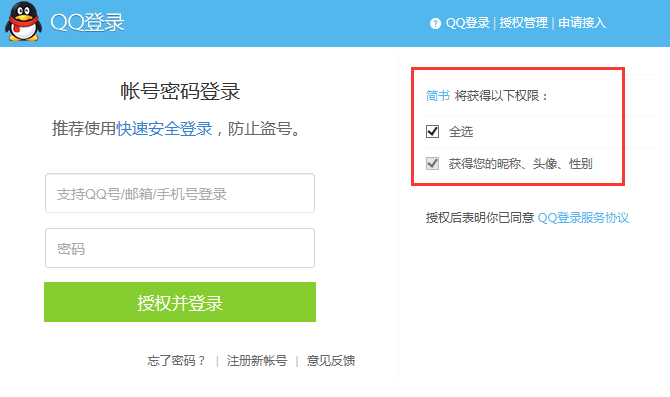 QQ登录
? QQ登录 | 授权管理 | 申请接入
帐号密码登录
推荐使用快速安全登录，防止盗号。
支持QQ号/邮箱/手机号登录
密码
授权并登录
忘了密码？ | 注册新帐号 | 意见反馈
简书 将获得以下权限：
全选
获得您的昵称、头像、性别
授权后表明你已同意 QQ登录服务协议